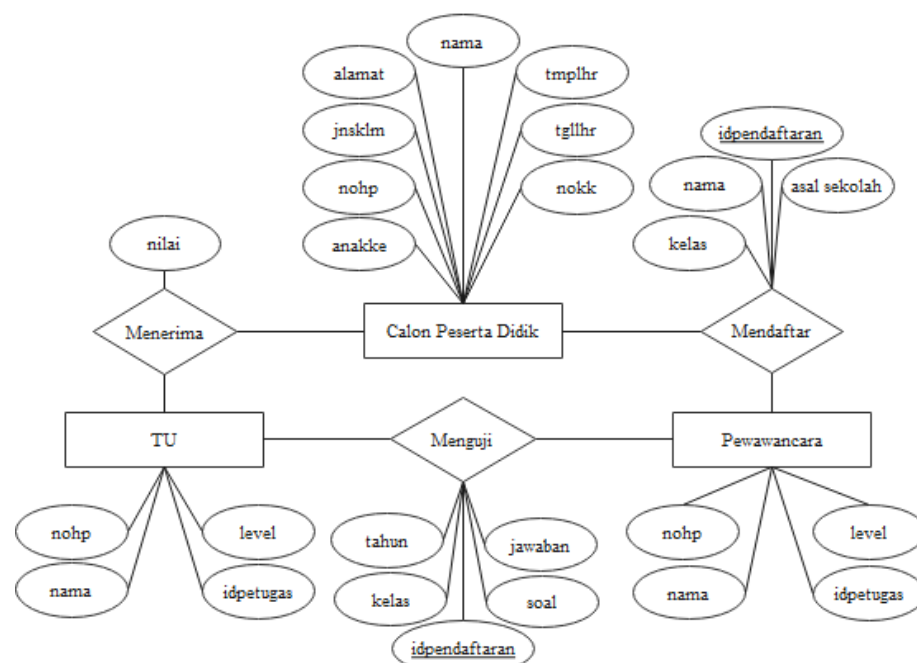 nama
alamat
tmplhr
jnsklm
tgllhr
idpendaftaran
nohp
nokk
nama
asal sekolah
anakke
kelas
nilai
Menerima
Calon Peserta Didik
Mendaftar
TU
Menguji
Pewawancara
nohp
level
tahun
jawaban
nohp
level
nama
idpetugas
kelas
soal
nama
idpetugas
idpendaftaran